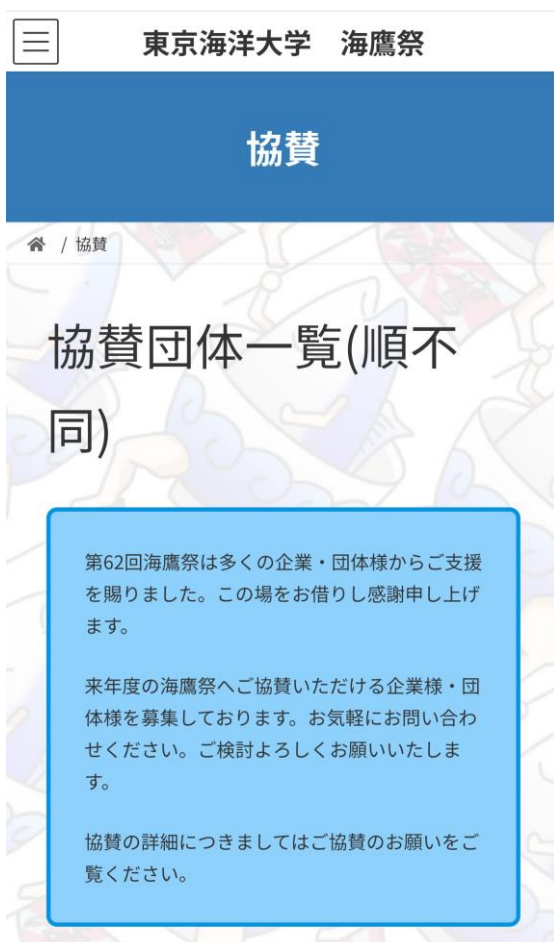 東京海洋大学　海鷹祭
協賛
/ 協賛
協賛団体一覧(順不
同)
第62回海鷹祭は多くの企業・団体様からご支援
を賜りました。この場をお借りし感謝申し上げ
ます。
来年度の海鷹祭へご協賛いただける企業様・団
体様を募集しております。お気軽にお問い合わ
せください。ご検討よろしくお願いいたしま
す。
協賛の詳細につきましてはご協賛のお願いをご
覧ください。